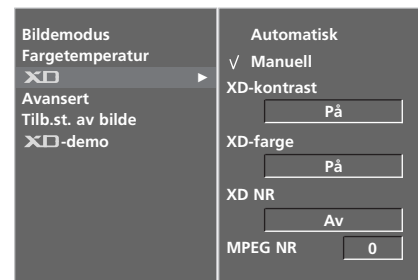 Bildemodus
Fargetemperatur
XD
Avansert
Tilb.st. av bilde
XD-demo
Automatisk
√ Manuell
XD-kontrast
På
XD-farge
På
XD NR
Av
MPEG NR 0